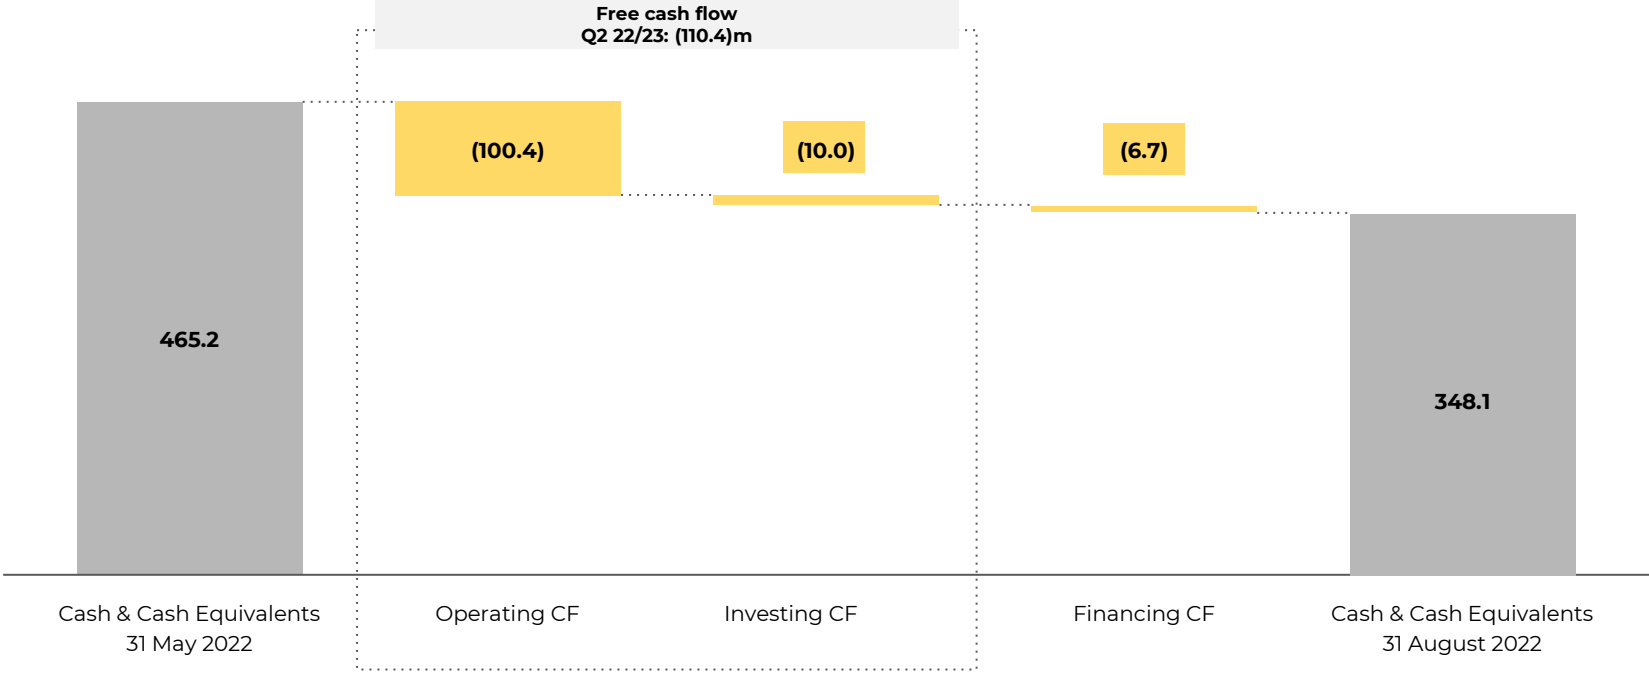 Free cash flow
Q2 22/23: (110.4)m
(100.4)
(10.0)
(6.7)
465.2
348.1
Cash & Cash Equivalents
31 May 2022
Operating CF
Investing CF
Financing CF
Cash & Cash Equivalents
31 August 2022